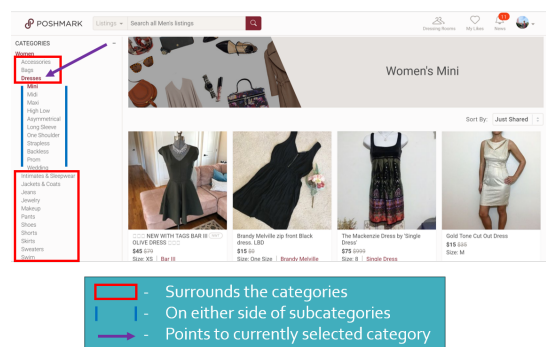 POSHMARK
Listings
Search all Men's listings
Dressing Rooms
My Likes
News
11
CATEGORIES
Women
Accessories
Bags
Dresses
Mini
Midi
Maxi
High Low
Asymmetrical
Long Sleeve
One Shoulder
Strapless
Backless
Prom
Wedding
Intimates & Sleepwear
Jackets & Coats
Jeans
Jewelry
Makeup
Pants
Shoes
Shorts
Skirts
Sweaters
Swim
Women's Mini
Sort By: Just Shared
NEW WITH TAGS BAR III
OLIVE DRESS
$45 $79
Size: XS | Bar III
Brandy Melville zip front Black
dress. LBD
$15
Size: One Size | Brandy Melville
The Mackenzie Dress by 'Single
Dress'
$75
Size: 8 | Single Dress
Gold Tone Cut Out Dress
$15 $35
Size: M
- Surrounds the categories
- On either side of subcategories
- Points to currently selected category